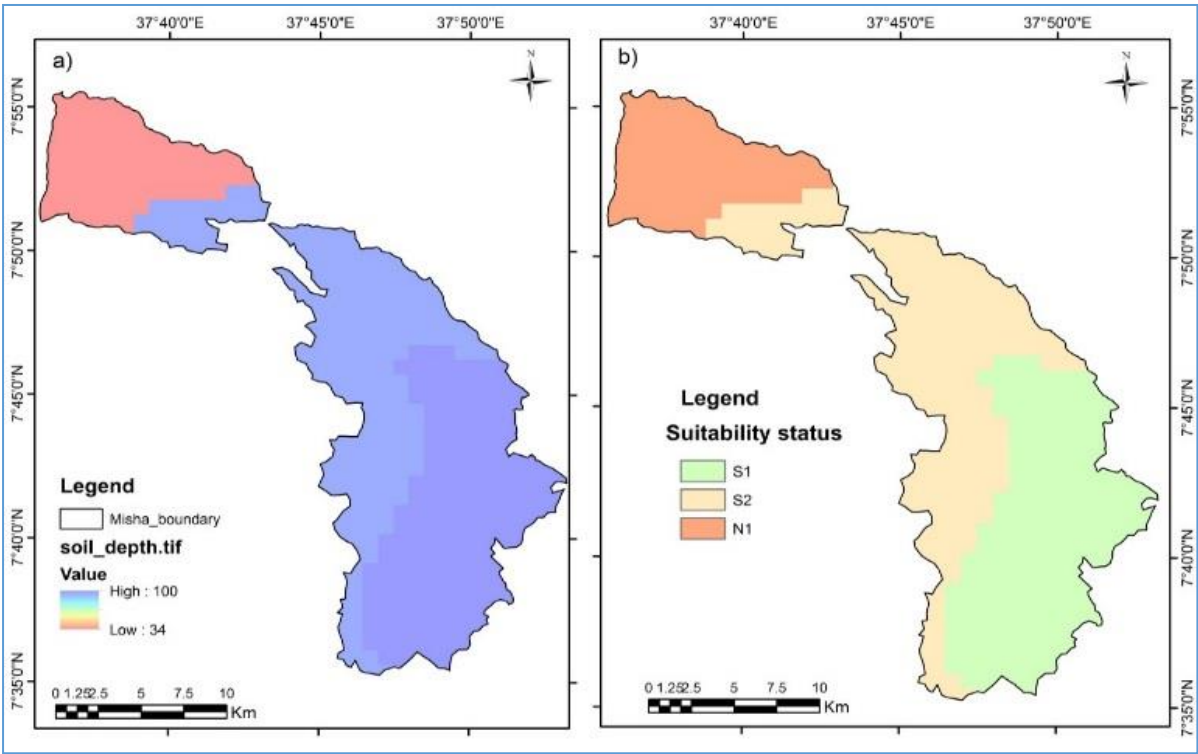 37°40'0"E 37°45'0"E 37°50'0"E
a)
N
7°55'0"N
7°50'0"N
7°45'0"N
7°40'0"N
7°35'0"N
Legend
Misha_boundary
soil_depth.tif
Value
High : 100
Low : 34
0 1.252.5 5 7.5 10
Km
37°40'0"E 37°45'0"E 37°50'0"E
b)
N
7°55'0"N
7°50'0"N
7°45'0"N
7°40'0"N
7°35'0"N
Legend
Suitability status
S1
S2
N1
0 1.252.5 5 7.5 10
Km